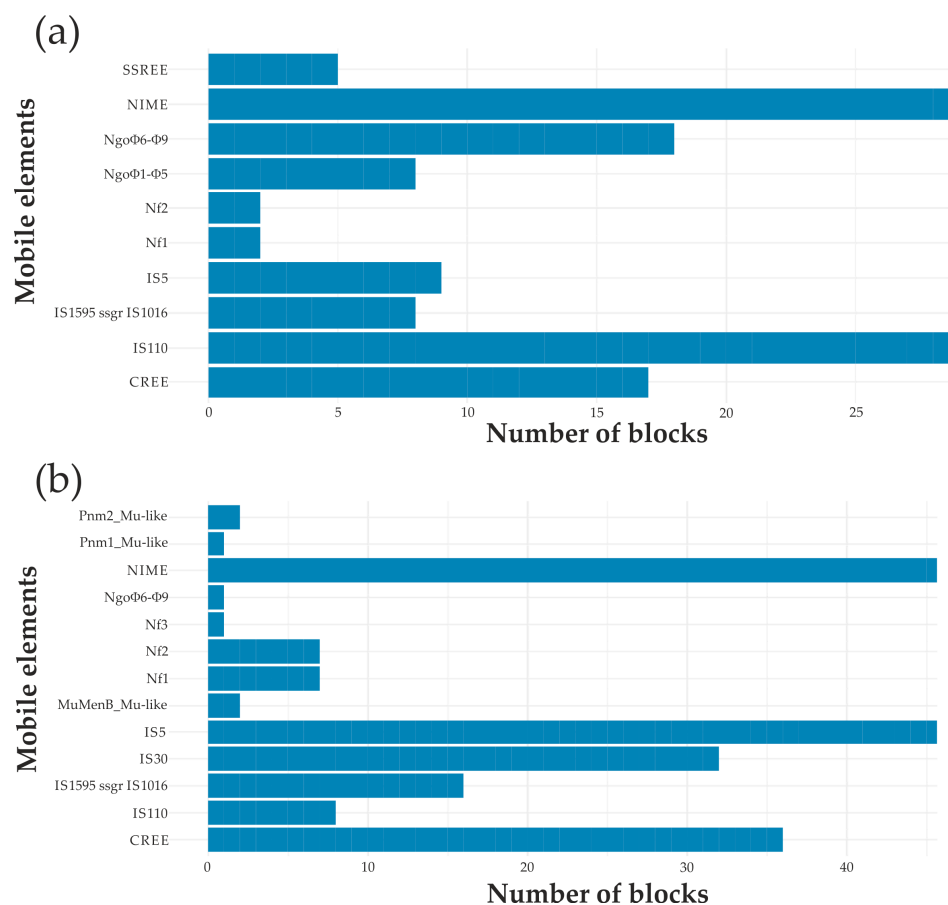 (a)
Mobile elements
SSREE
NIME
NgoΦ6-Φ9
NgoΦ1-Φ5
Nf2
Nf1
IS5
IS1595 ssgr IS1016
IS110
CREE
0 5 10 15 20 25
Number of blocks
(b)
Mobile elements
Pnm2_Mu-like
Pnm1_Mu-like
NIME
NgoΦ6-Φ9
Nf3
Nf2
Nf1
MuMenB_Mu-like
IS5
IS30
IS1595 ssgr IS1016
IS110
CREE
0 10 20 30 40
Number of blocks